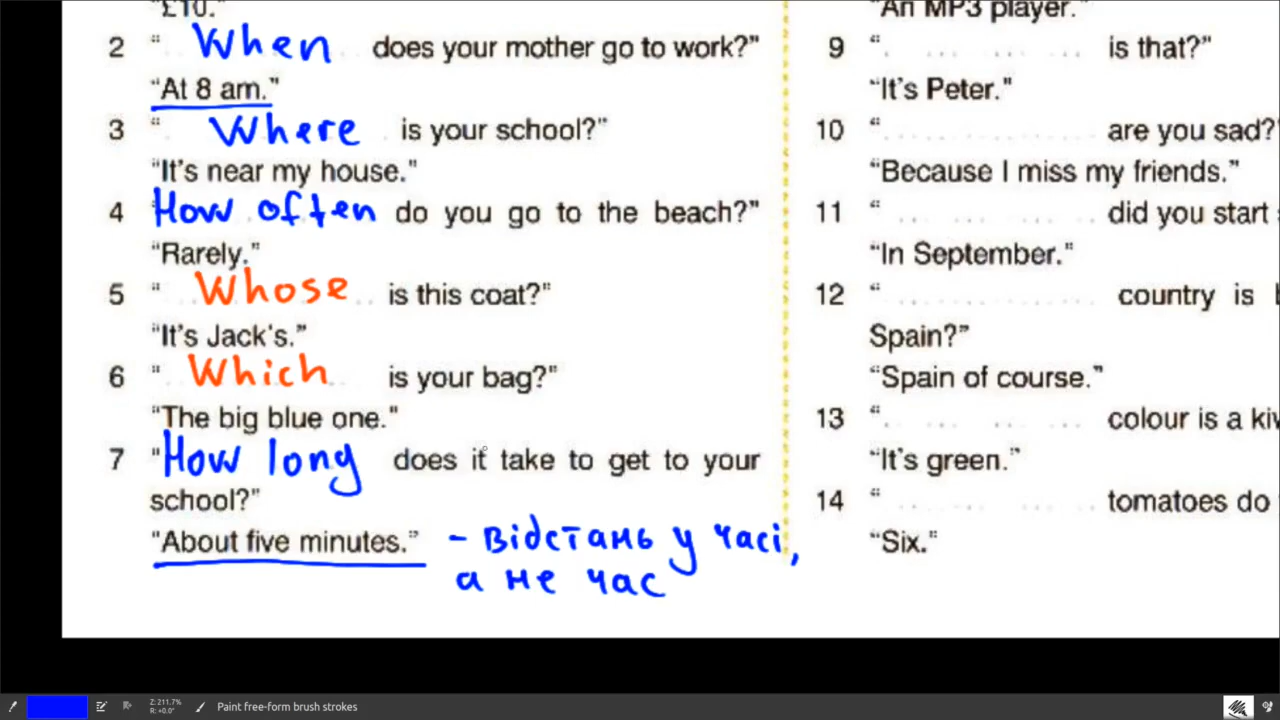 £10."
2 " When does your mother go to work?"
"At 8 am."
3 " Where is your school?"
"It's near my house."
4 How often do you go to the beach?"
"Rarely."
5 " Whose is this coat?"
"It's Jack's."
6 " Which is your bag?"
"The big blue one."
7 "How long does it take to get to your
school?"
"About five minutes." - відстань у часі,
а не час
"An MP3 player."
9 " is that?"
"It's Peter."
10 " are you sad?"
"Because I miss my friends."
11 " did you start
"In September."
12 " country is
Spain?"
"Spain of course."
13 " colour is a
"It's green."
14 " tomatoes do
"Six."
Z: 211.7%
R: +0.0°
Paint free-form brush strokes